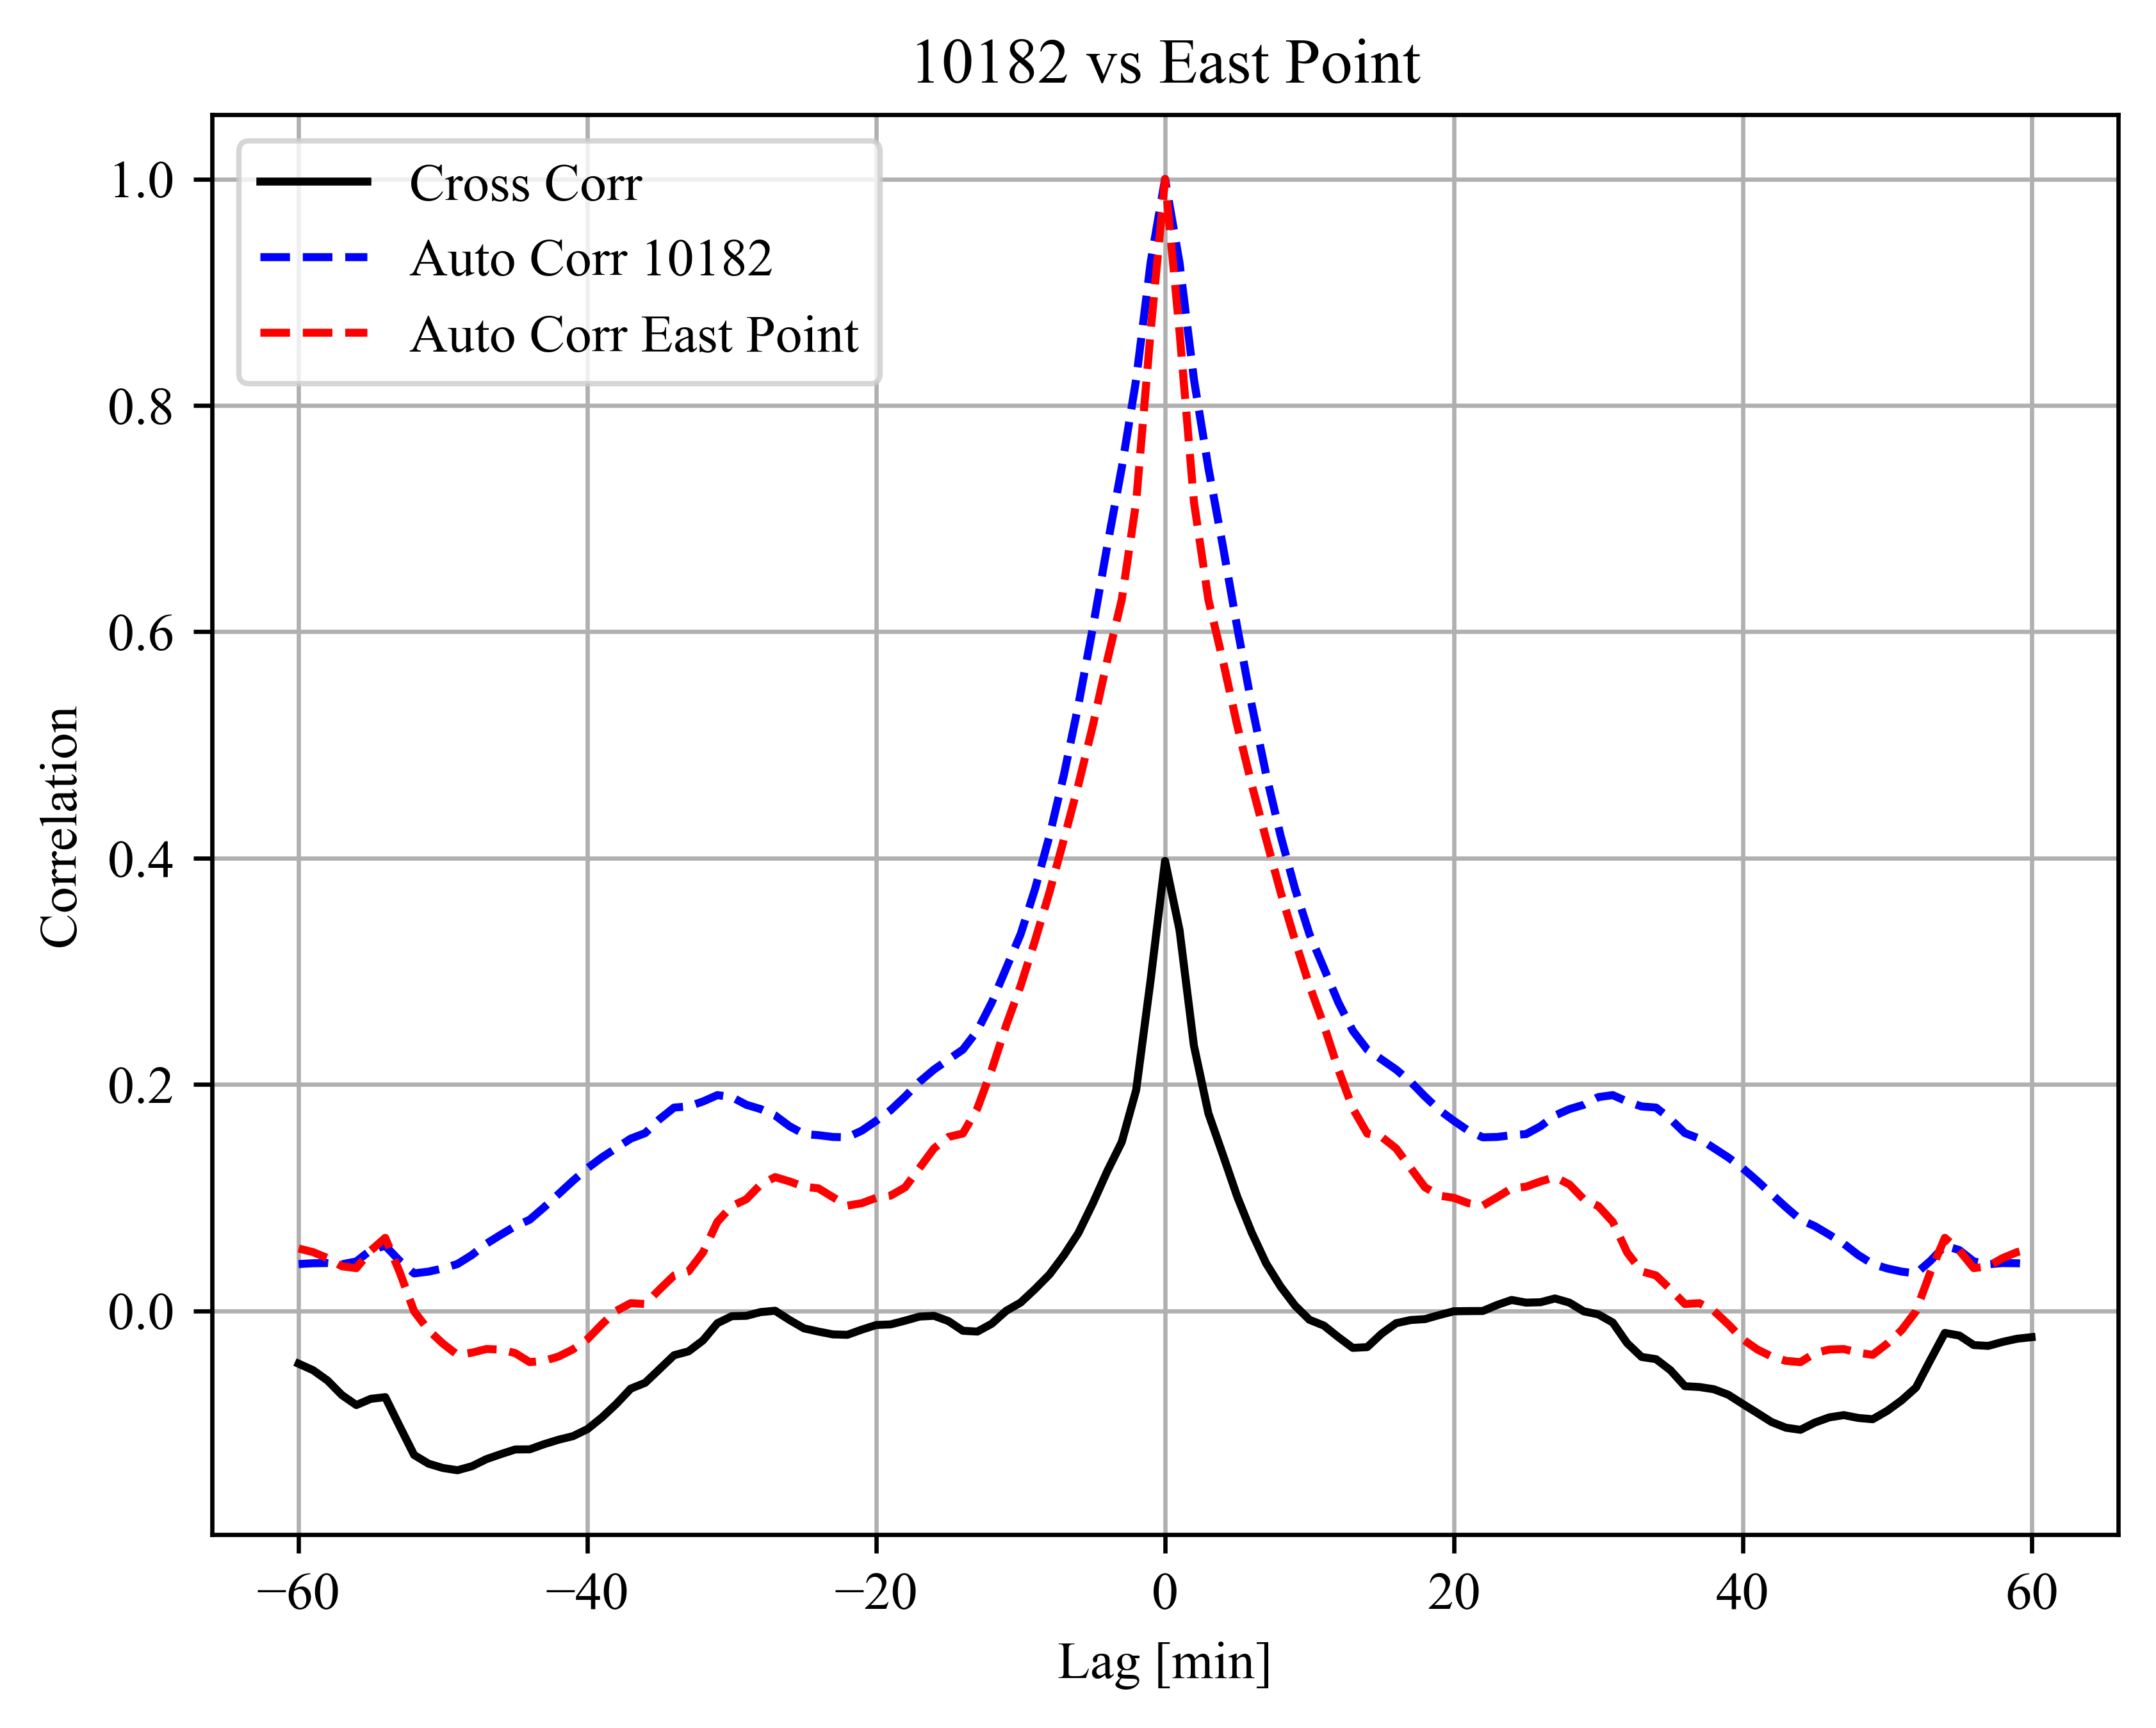 10182 vs East Point
Cross Corr
Auto Corr 10182
Auto Corr East Point
1.0
0.8
0.6
0.4
0.2
0.0
Correlation
−60 −40 −20 0 20 40 60
Lag [min]